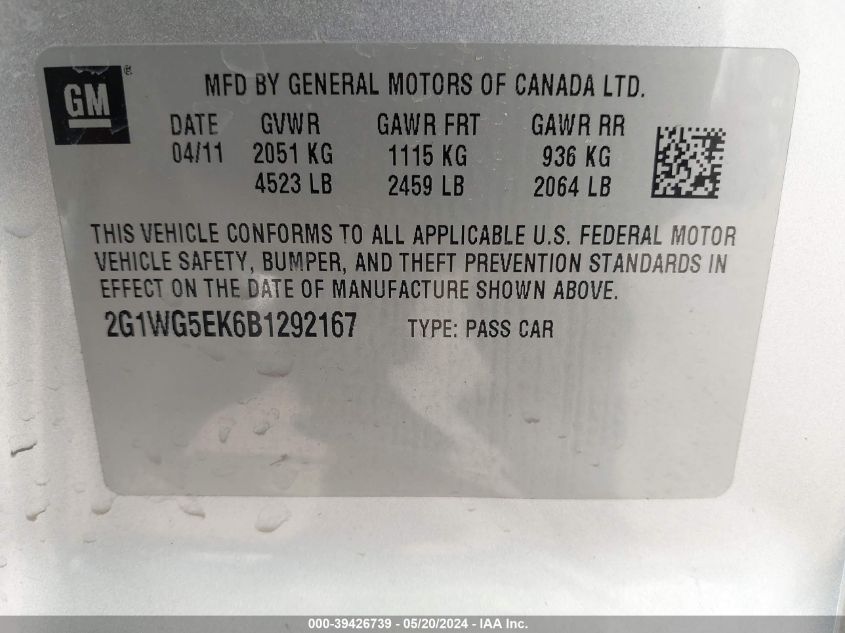 GM®
MFD BY GENERAL MOTORS OF CANADA LTD.
DATE GVWR GAWR FRT GAWR RR
04/11 2051 KG 1115 KG 936 KG
4523 LB 2459 LB 2064 LB
THIS VEHICLE CONFORMS TO ALL APPLICABLE U.S. FEDERAL MOTOR
VEHICLE SAFETY, BUMPER, AND THEFT PREVENTION STANDARDS IN
EFFECT ON THE DATE OF MANUFACTURE SHOWN ABOVE.
2G1WG5EK6B1292167 TYPE: PASS CAR
000-39426739 - 05/20/2024 - IAA Inc.